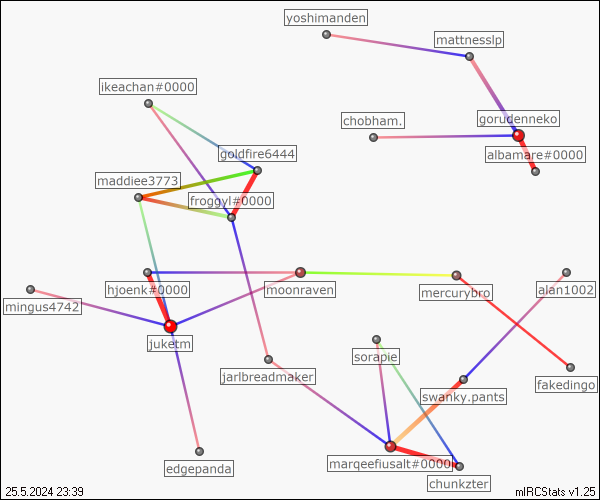 yoshimanden
mattnesslp
ikeachan#0000
chobham.
gorudenneko
goldfire6444
albamare#0000
maddiee3773
froggyl#0000
hjoenk#0000
moonraven
mercurybro
alan1002
mingus4742
juketm
sorapie
jarlbreadmaker
fakedingo
swanky.pants
edgepanda
marqeefiusalt#0000
chunkzter
25.5.2024 23:39
mIRCStats v1.25